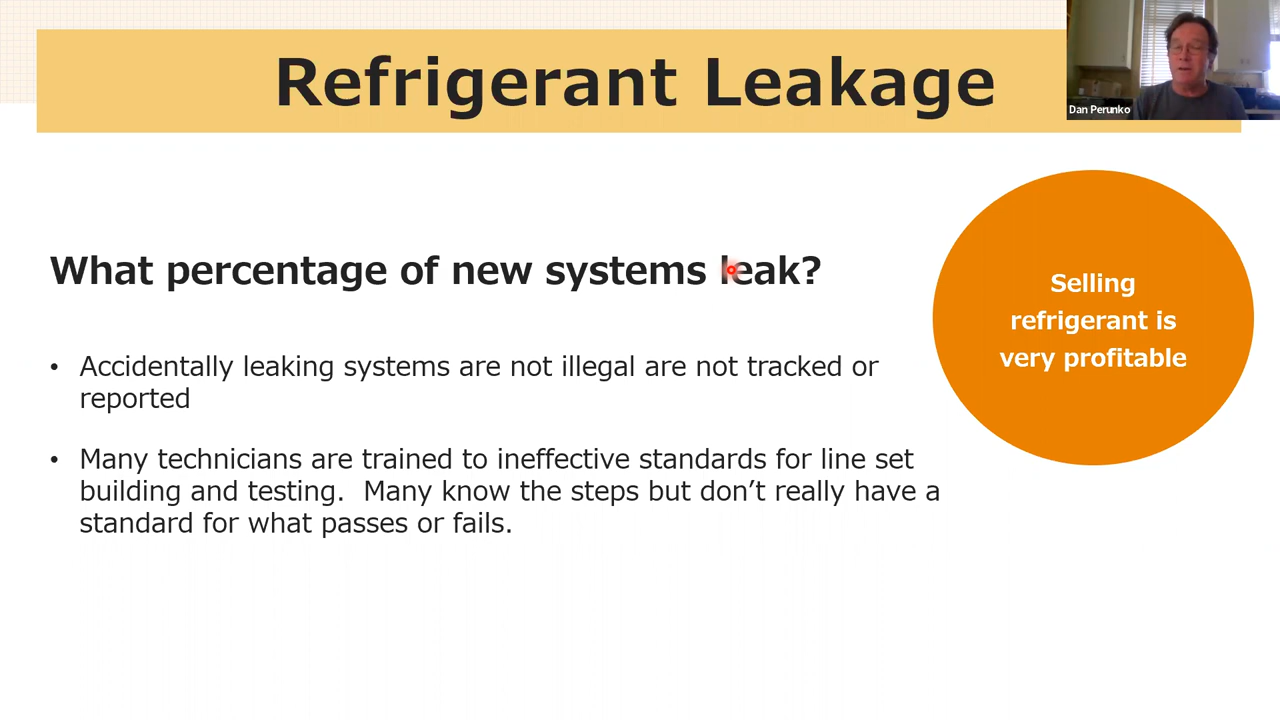 Refrigerant Leakage
Dan Perunko
What percentage of new systems leak?
• Accidentally leaking systems are not illegal are not tracked or
reported
• Many technicians are trained to ineffective standards for line set
building and testing.  Many know the steps but don’t really have a
standard for what passes or fails.
Selling
refrigerant is
very profitable